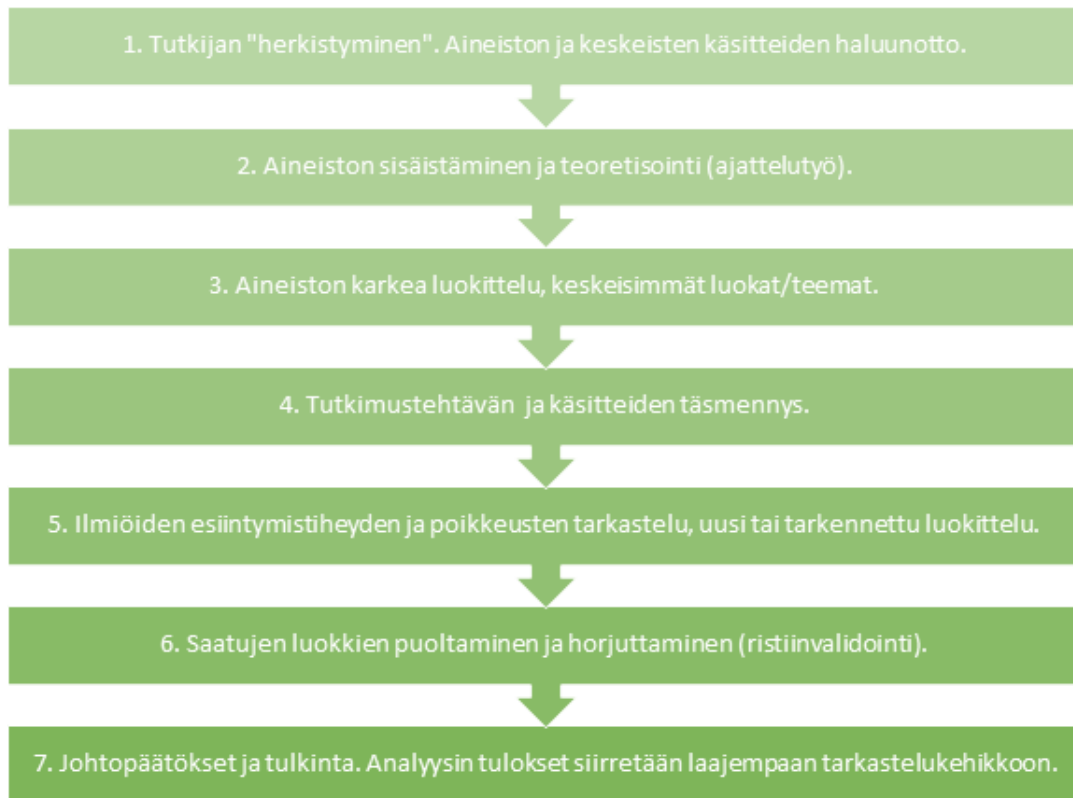 1. Tutkijan "herkistyminen". Aineiston ja keskeisten käsitteiden haluunotto.
2. Aineiston sisäistäminen ja teoretisointi (ajattelutyö).
3. Aineiston karkea luokittelu, keskeisimmät luokat/teemat.
4. Tutkimustehtävän ja käsitteiden täsmennys.
5. Ilmiöiden esiintymistiheyden ja poikkeusten tarkastelu, uusi tai tarkennettu luokittelu.
6. Saatujen luokkien puoltaminen ja horjuttaminen (ristiinvalidointi).
7. Johtopäätökset ja tulkinta. Analyysin tulokset siirretään laajempaan tarkastelukehikkoon.